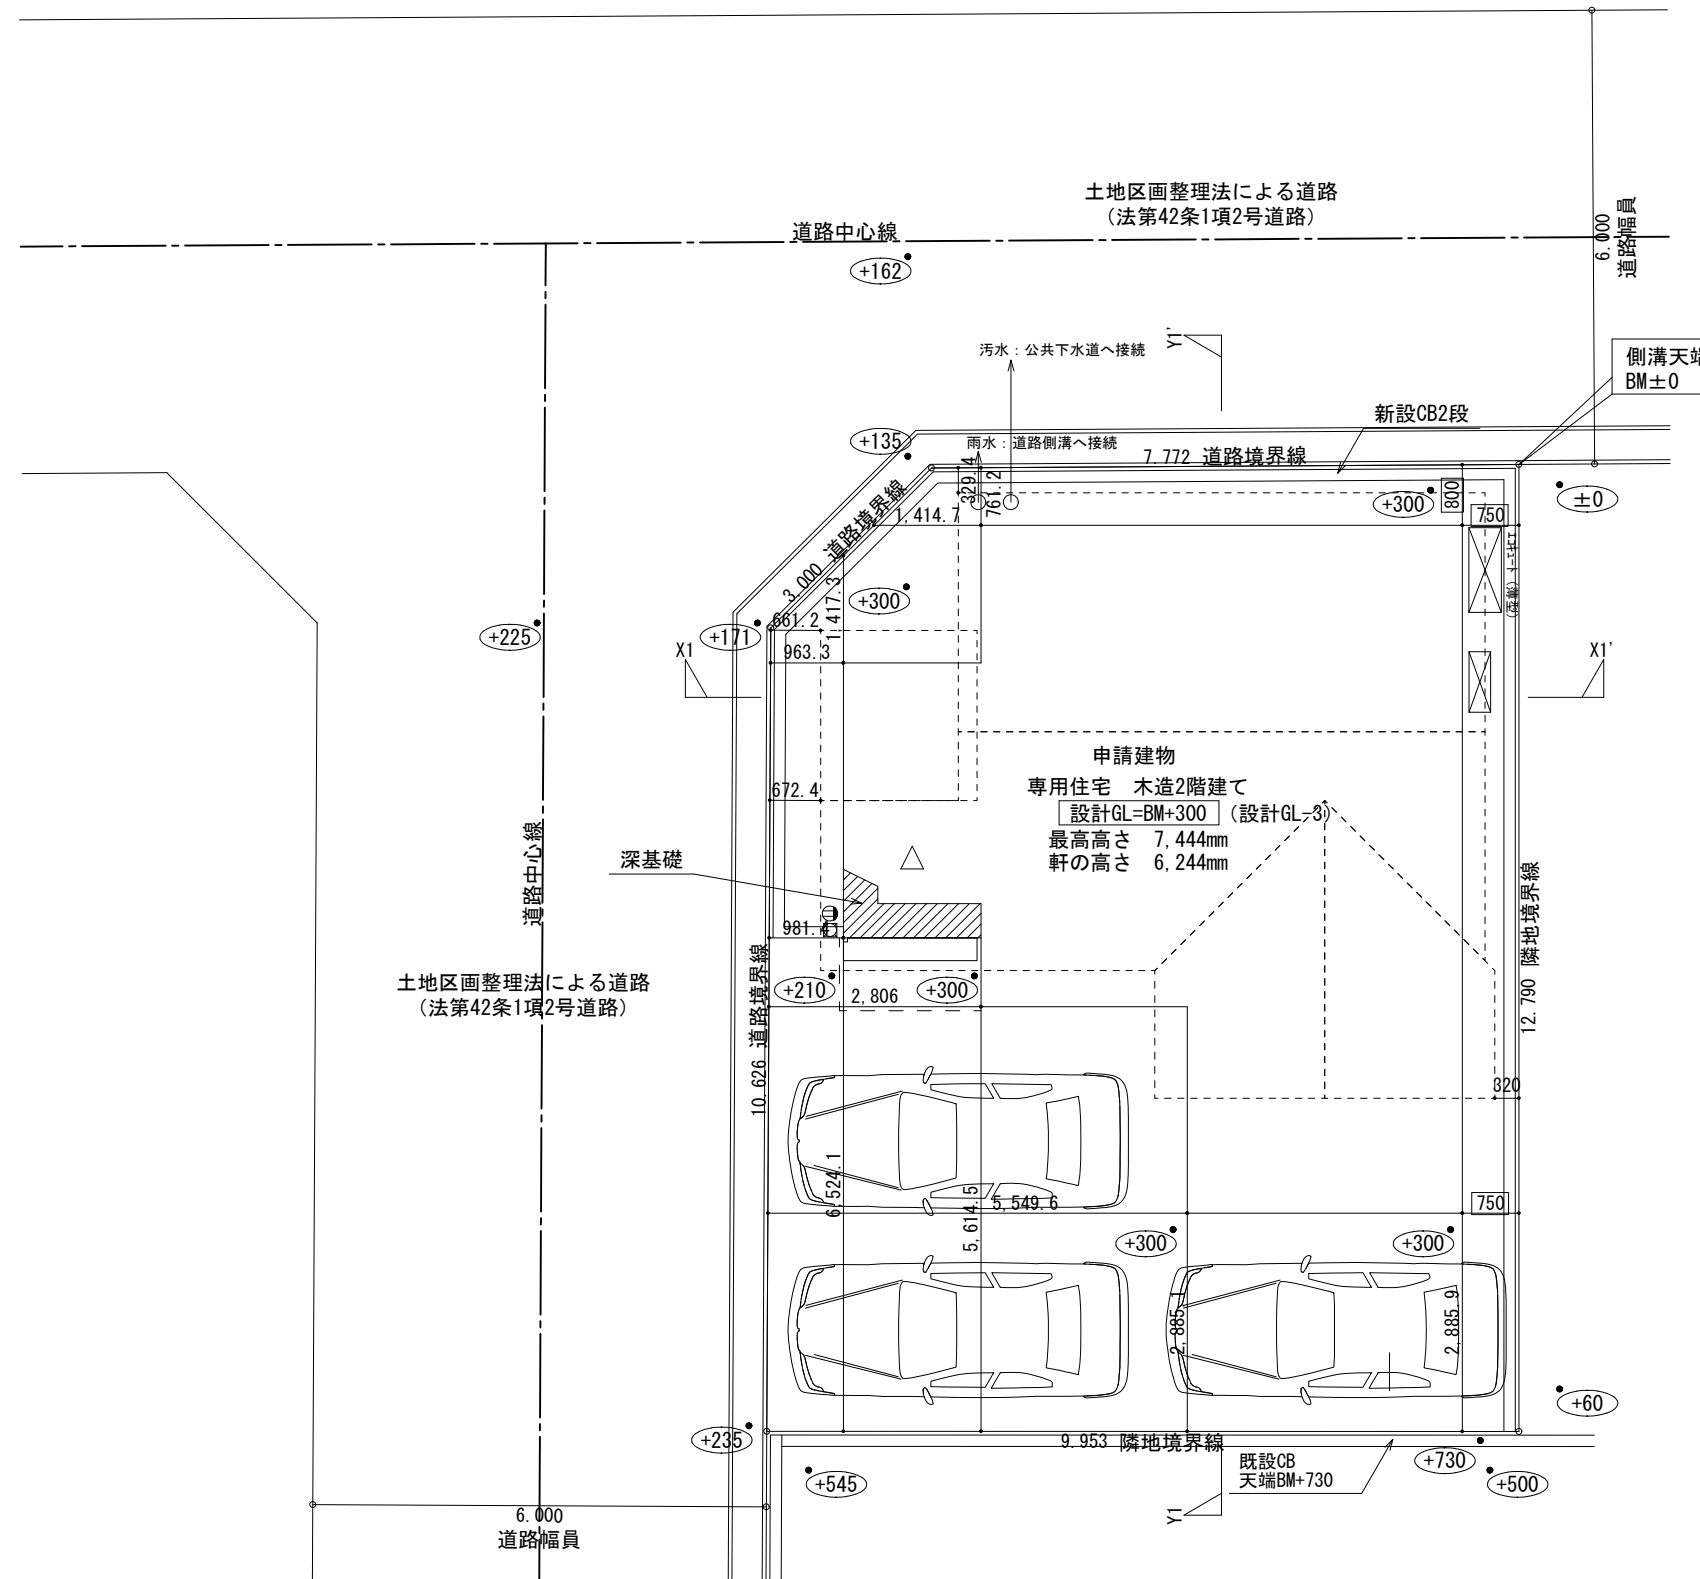 土地区画整理法による道路
(法第42条1項2号道路)
道路中心線
6.000
道路幅員
+162
汚水：公共下水道へ接続
Y1'
側溝天端
BM±0
新設CB2段
+135
雨水：道路側溝へ接続
7.772 道路境界線
329.4
761.2
800
±0
+300
750
1,414.7
3.000 道路境界線
1,417.3
+300
661.2
+225
+171
963.3
X1
X1'
申請建物
専用住宅 木造2階建て
672.4
設計GL=BM+300
(設計GL-3)
最高高さ 7,444mm
軒の高さ 6,244mm
道路中心線
深基礎
981.4
12.790 隣地境界線
土地区画整理法による道路
(法第42条1項2号道路)
+210
2,806
+300
10.626 道路境界線
320
6,524.1
5,614.5
5,549.6
750
+300
+300
2,885.1
2,885.9
+60
+235
9.953 隣地境界線
+545
既設CB
天端BM+730
+730
+500
Y1
6.000
道路幅員